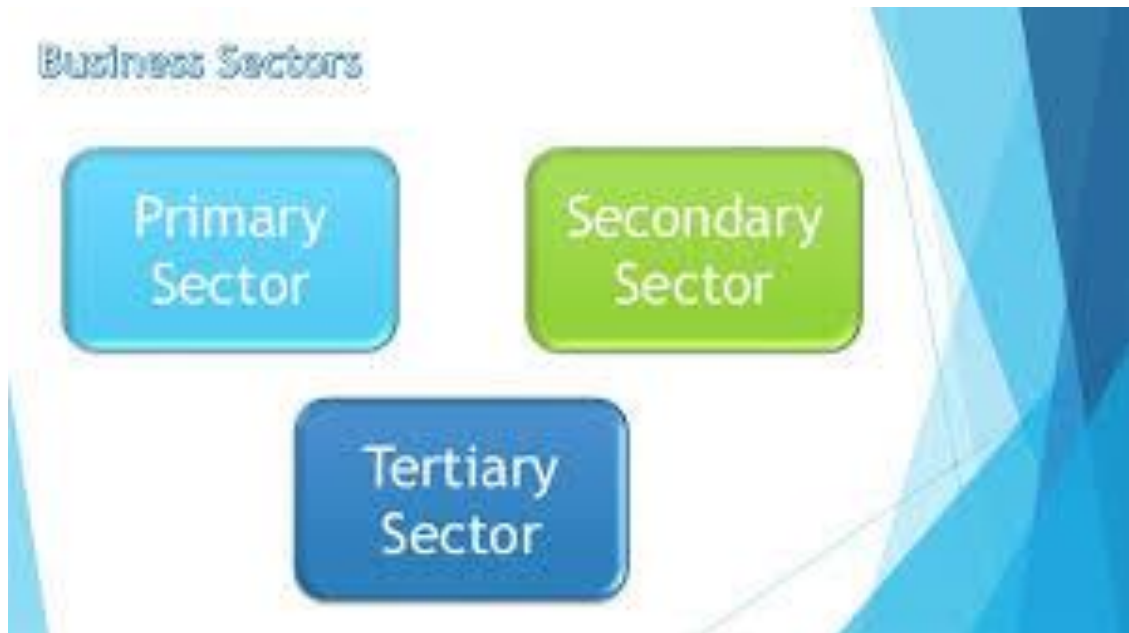 Business Sectors
Primary
Sector
Secondary
Sector
Tertiary
Sector